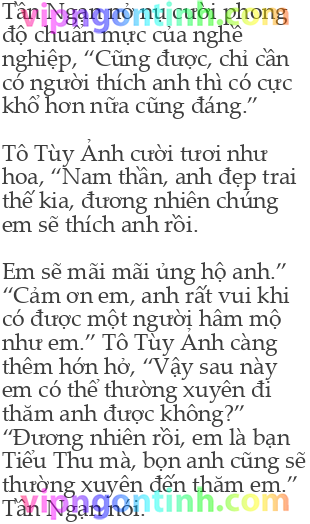 Tần Ngạn nở nụ cười phong
độ chuẩn mực của nghề
nghiệp, “Cũng được, chỉ cần
có người thích anh thì có cực
khổ hơn nữa cũng đáng.”
Tô Tùy Ảnh cười tươi như
hoa, “Nam thần, anh đẹp trai
thế kia, đương nhiên chúng
em sẽ thích anh rồi.
Em sẽ mãi mãi ủng hộ anh.”
“Cảm ơn em, anh rất vui khi
có được một người hâm mộ
như em.” Tô Tùy Ảnh càng
thêm hớn hở, “Vậy sau này
em có thể thường xuyên đi
thăm anh được không?”
“Đương nhiên rồi, em là bạn
Tiểu Thu mà, bọn anh cũng sẽ
thường xuyên đến thăm em.”
vipngontinh.com
Tần Ngạn nói.